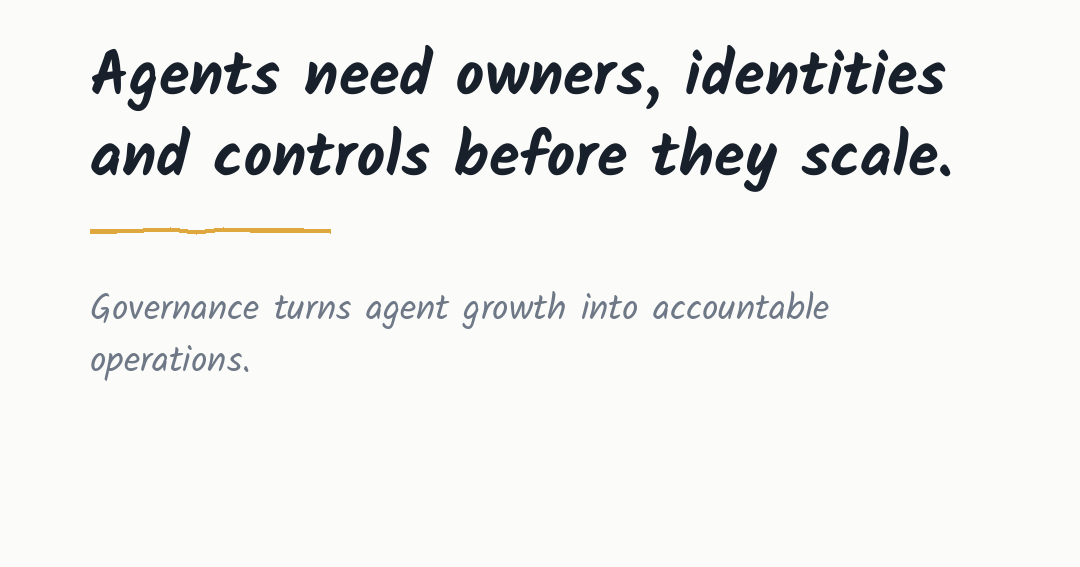 Agents need owners, identities
and controls before they scale.
Governance turns agent growth into accountable
operations.